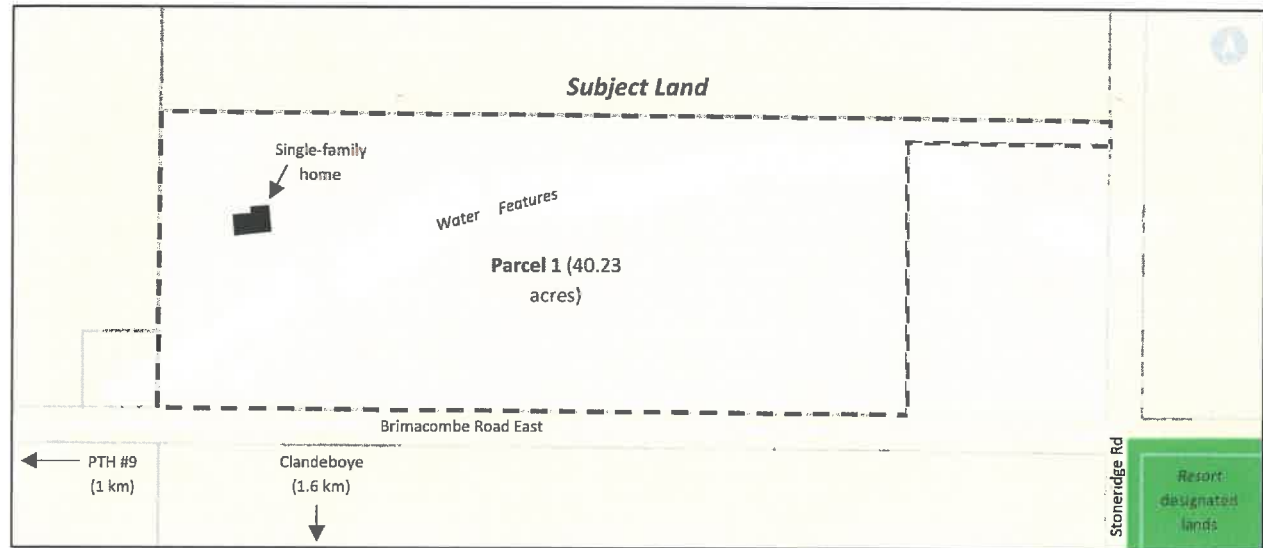 Subject Land
Single-family
home
Water Features
Parcel 1 (40.23
acres)
Brimacombe Road East
PTH #9
(1 km)
Clandeboye
(1.6 km)
Stoneridge Rd
Resort
designated
lands